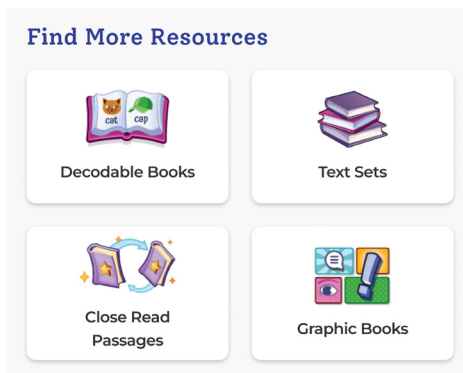 Find More Resources
cat
cap
Decodable Books
Text Sets
Close Read
Passages
Graphic Books